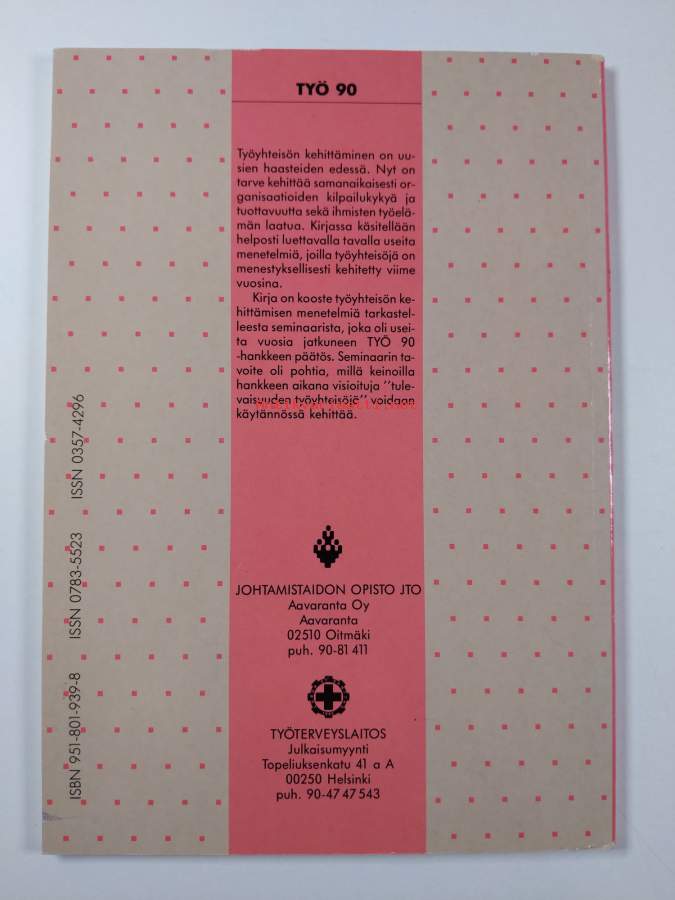 TYÖ 90
Työyhteisön kehittäminen on uu-
sien haasteiden edessä. Nyt on
tarve kehittää samanaikaisesti or-
ganisaatioiden kilpailukykyä ja
tuottavuutta sekä ihmisten työelä-
män laatua. Kirjassa käsitellään
helposti luettavalla tavalla useita
menetelmiä, joilla työyhteisöjä on
menestyksellisesti kehitetty viime
vuosina.
Kirja on kooste työyhteisön ke-
hittämisen menetelmiä tarkastel-
leesta seminaarista, joka oli usei-
ta vuosia jatkuneen TYÖ 90
-hankkeen päätös. Seminaarin ta-
voite oli pohtia, millä keinoilla
hankkeen aikana visioituja "tule-
vaisuuden työyhteisöjä" voidaan
käytännössä kehittää.
JOHTAMISTAIDON OPISTO JTO
Aavaranta Oy
Aavaranta
02510 Oitmäki
puh. 90-81 411
TYÖTERVEYSLAITOS
Julkaisumyynti
Topeliuksenkatu 41 a A
00250 Helsinki
puh. 90-47 47 543
ISBN 951-801-939-8
ISSN 0783-5523
ISSN 0357-4296